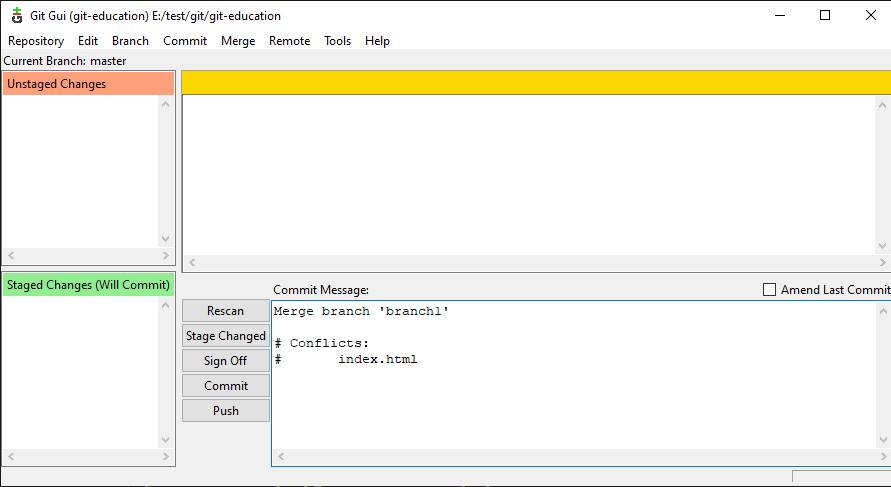 Git Gui (git-education) E:/test/git/git-education
Repository Edit Branch Commit Merge Remote Tools Help
Current Branch: master
Unstaged Changes
Staged Changes (Will Commit)
Commit Message:
Amend Last Commit
Rescan
Stage Changed
Sign Off
Commit
Push
Merge branch 'branch1'
# Conflicts:
# index.html